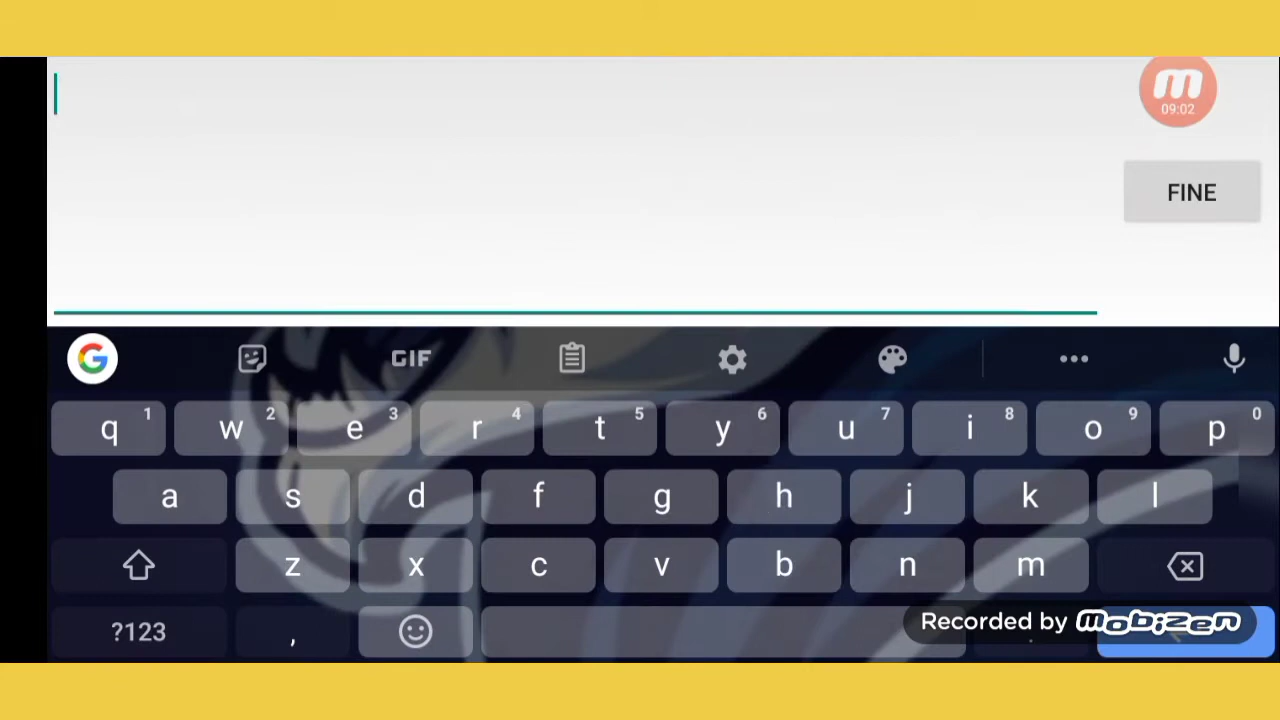 09:02
FINE
G GIF
q 1 w 2 e 3 r 4 t 5 y 6 u 7 i 8 o 9 p 0
a s d f g h j k l
z x c v b n m
?123 , .
Recorded by mobizen